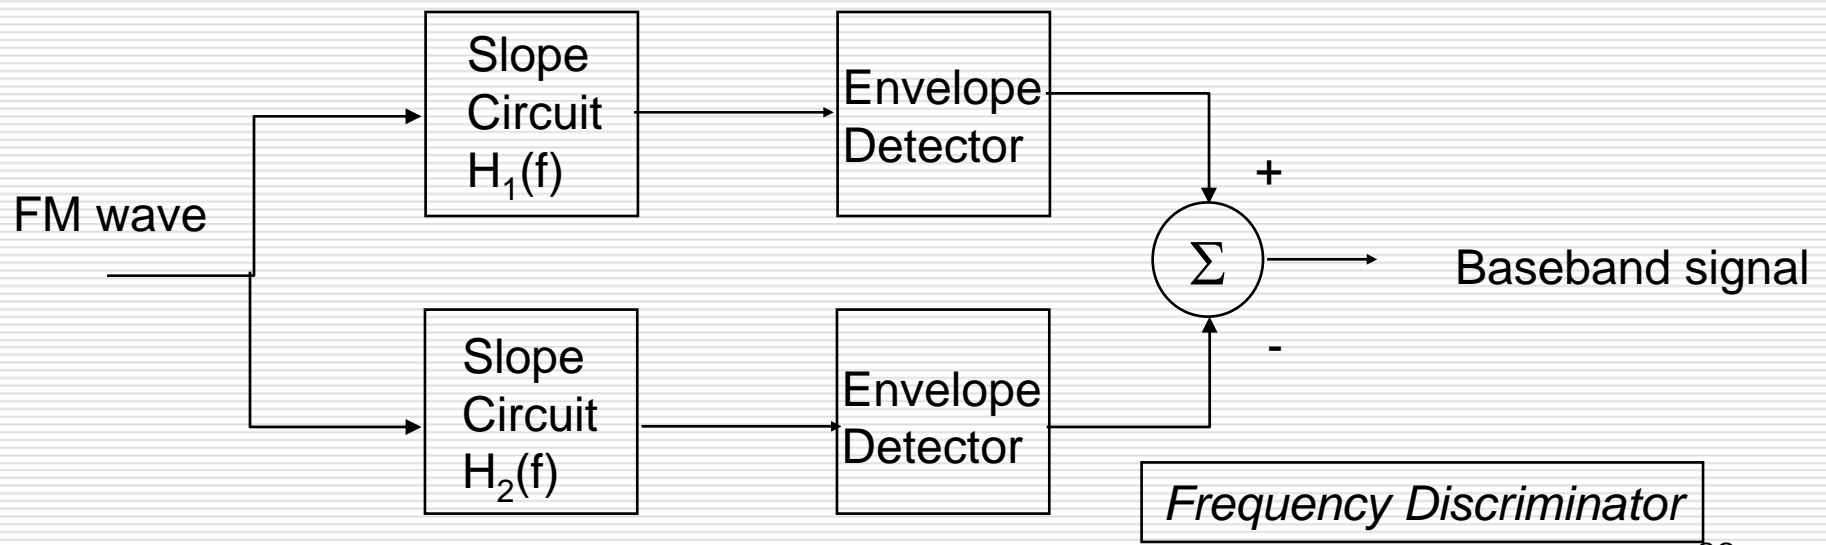 Slope
Circuit
H₁(f)
Envelope
Detector
+
FM wave
Σ
Baseband signal
Slope
Circuit
H₂(f)
Envelope
Detector
-
Frequency Discriminator